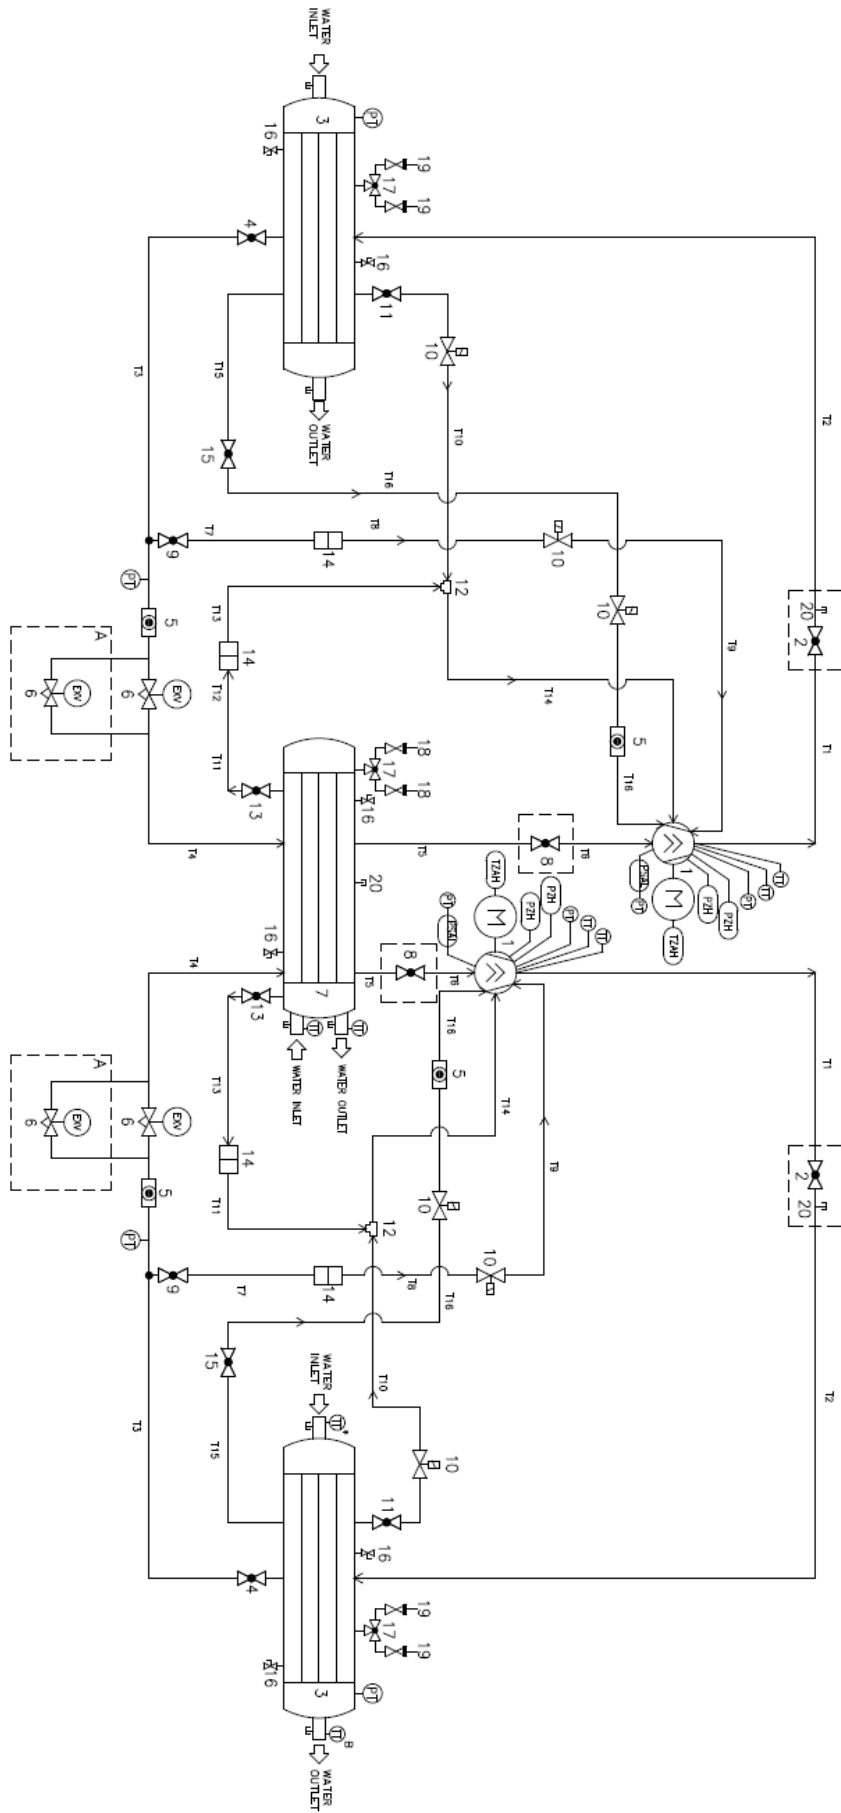 WATER
INLET
3
PT
16
19
17
19
4
16
11
10
T3
T15
T10
T2
WATER
OUTLET
15
T16
T7
T8
9
14
10
PT
12
10
20
2
5
T13
14
T9
A
EXV
6
EXV
6
T12
T14
5
T11
18
17
18
16
13
T16
T1
T4
T5
8
T6
1
M
TZAH
PSAL
PT
PZH
PZH
PT
TT
TT
20
TZAH
M
1
PT
PSAL
PZH
PZH
PT
TT
TT
16
T4
7
13
T5
8
T6
TT
TT
WATER INLET
WATER OUTLET
T16
T13
5
T14
T9
T1
A
EXV
6
EXV
6
14
5
T11
10
12
2
20
PT
9
T7
14
T8
10
T16
15
WATER
INLET
TT
*
T10
T3
T15
T2
10
11
16
4
19
17
19
16
3
PT
TT
B
WATER
OUTLET